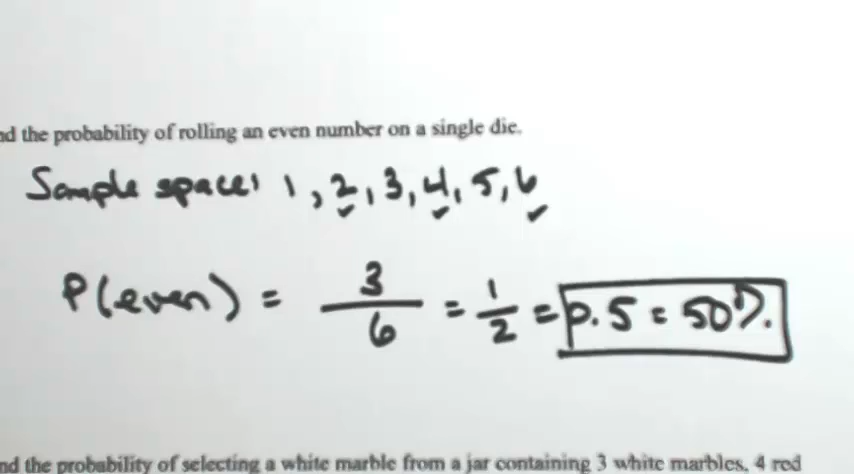 nd the probability of rolling an even number on a single die.
Sample space: 1, 2, 3, 4, 5, 6
P(even) = 3/6 = 1/2 = 0.5 = 50%.
nd the probability of selecting a white marble from a jar containing 3 white marbles, 4 red